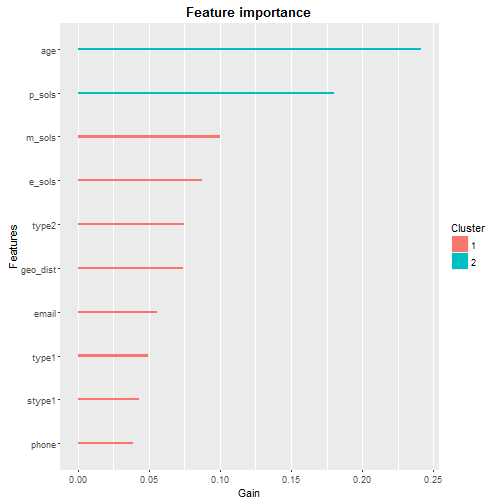 Feature importance
age
p_sols
m_sols
e_sols
type2
geo_dist
email
type1
stype1
phone
Features
0.00 0.05 0.10 0.15 0.20 0.25
Gain
Cluster
1
2